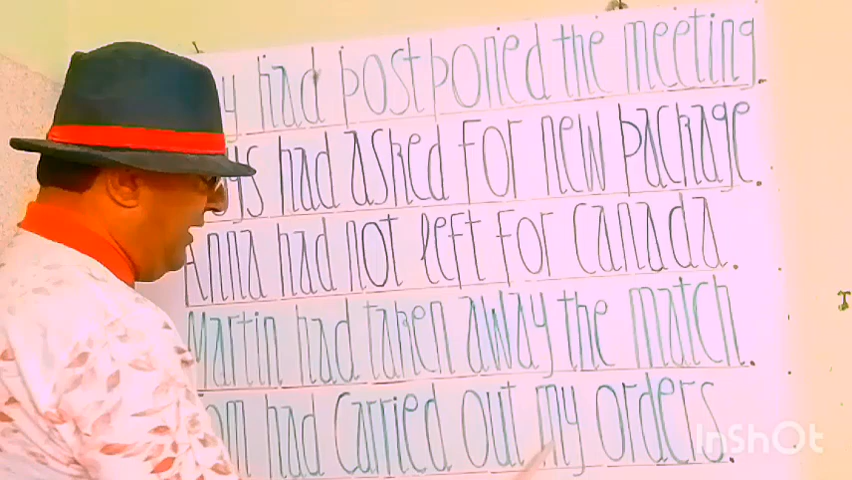 had postponed the meeting.
had asked for new package.
Anna had not left for Canada.
Martin had taken away the match.
had carried out my orders.
InShOt